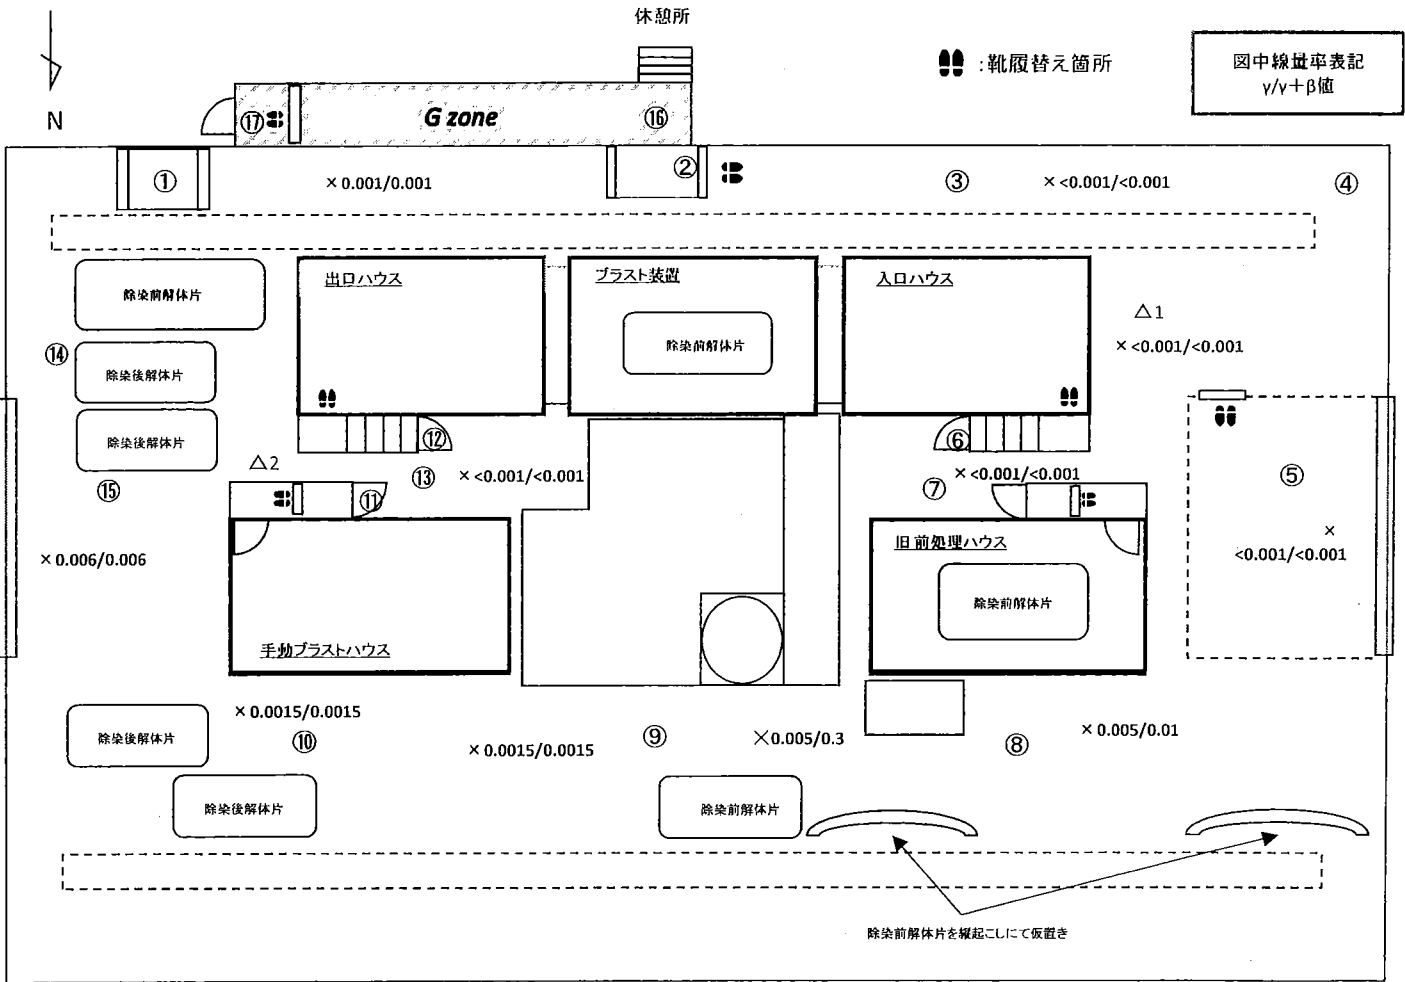 休憩所
:靴履替え箇所
図中線量率表記
γ/γ+β値
N
⑰
G zone
⑯
①
×0.001/0.001
②
③
×<0.001/<0.001
④
除染前解体片
出口ハウス
ブラスト装置
除染前解体片
入口ハウス
△1
×<0.001/<0.001
⑭
除染後解体片
除染後解体片
⑮
△2
⑫
⑬
×<0.001/<0.001
⑥
⑦
×<0.001/<0.001
⑤
×
<0.001/<0.001
⑪
×0.006/0.006
手動ブラストハウス
旧前処理ハウス
除染前解体片
除染後解体片
×0.0015/0.0015
⑩
×0.0015/0.0015
⑨
×0.005/0.3
⑧
×0.005/0.01
除染後解体片
除染前解体片
除染前解体片を縦起こしにて仮置き